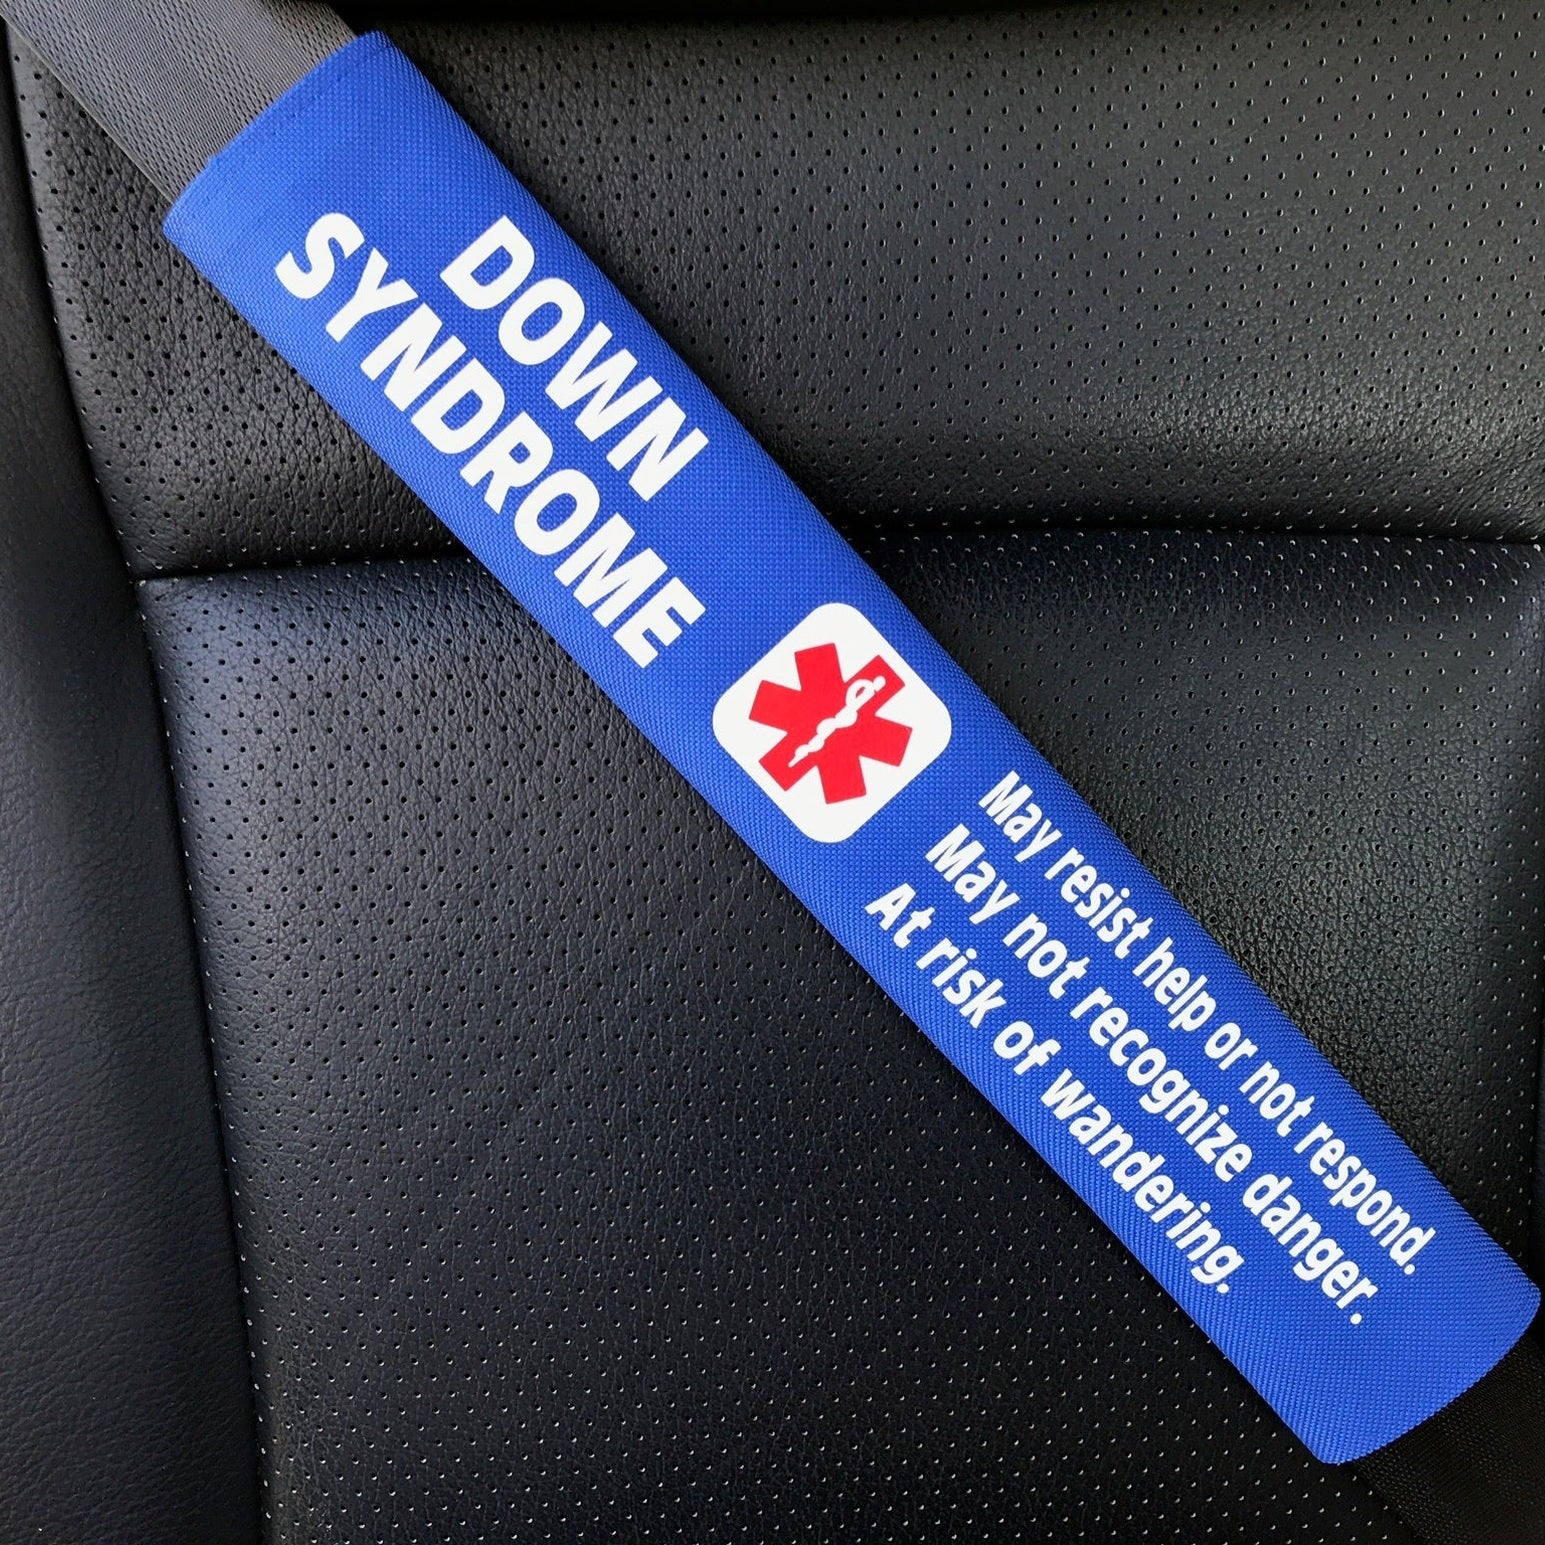 DOWN
SYNDROME
May resist help or not respond.
May not recognize danger.
At risk of wandering.